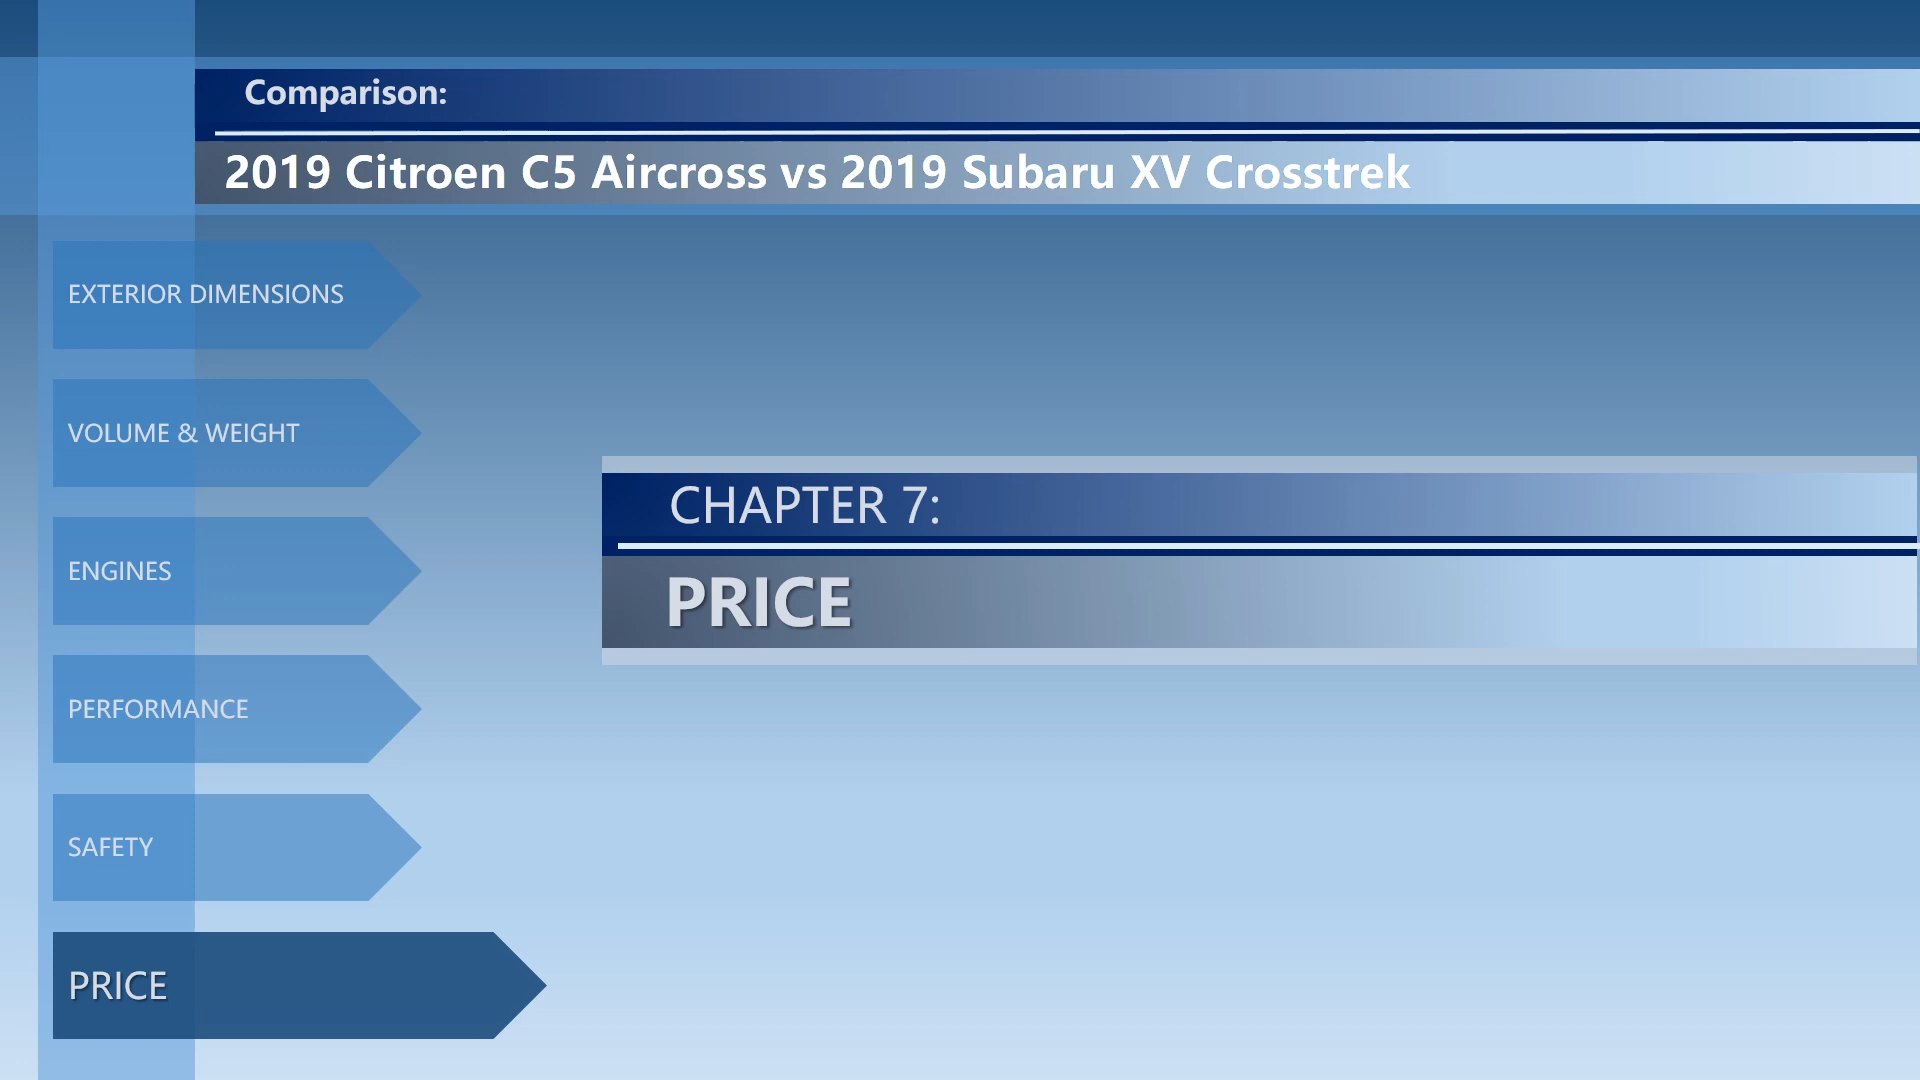 Comparison:
2019 Citroen C5 Aircross vs 2019 Subaru XV Crosstrek
EXTERIOR DIMENSIONS
VOLUME & WEIGHT
ENGINES
PERFORMANCE
SAFETY
PRICE
CHAPTER 7:
PRICE